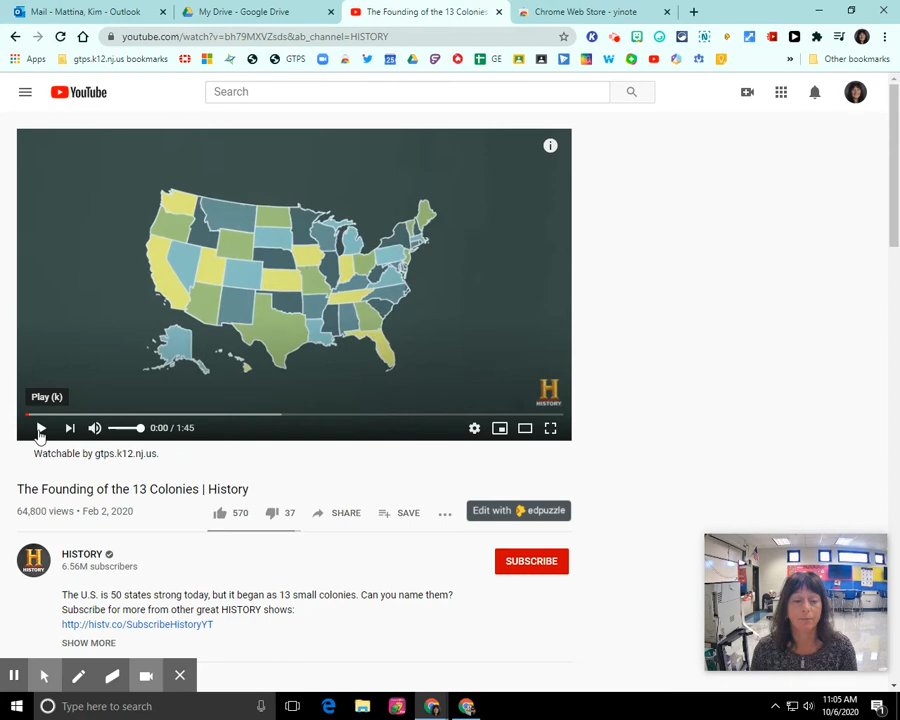 Mail - Mattina, Kim - Outlook
My Drive - Google Drive
The Founding of the 13 Colonies
Chrome Web Store - yinote
youtube.com/watch?v=bh79MXVZsds&ab_channel=HISTORY
Apps
gtps.k12.nj.us bookmarks
GTPS
GE
Other bookmarks
YouTube
Search
HISTORY
Play (k)
0:00 / 1:45
Watchable by gtps.k12.nj.us.
The Founding of the 13 Colonies | History
64,800 views • Feb 2, 2020
570
37
SHARE
SAVE
Edit with edpuzzle
HISTORY
HISTORY
6.56M subscribers
SUBSCRIBE
The U.S. is 50 states strong today, but it began as 13 small colonies. Can you name them?
Subscribe for more from other great HISTORY shows:
http://histv.co/SubscribeHistoryYT
SHOW MORE
Type here to search
11:05 AM
10/6/2020